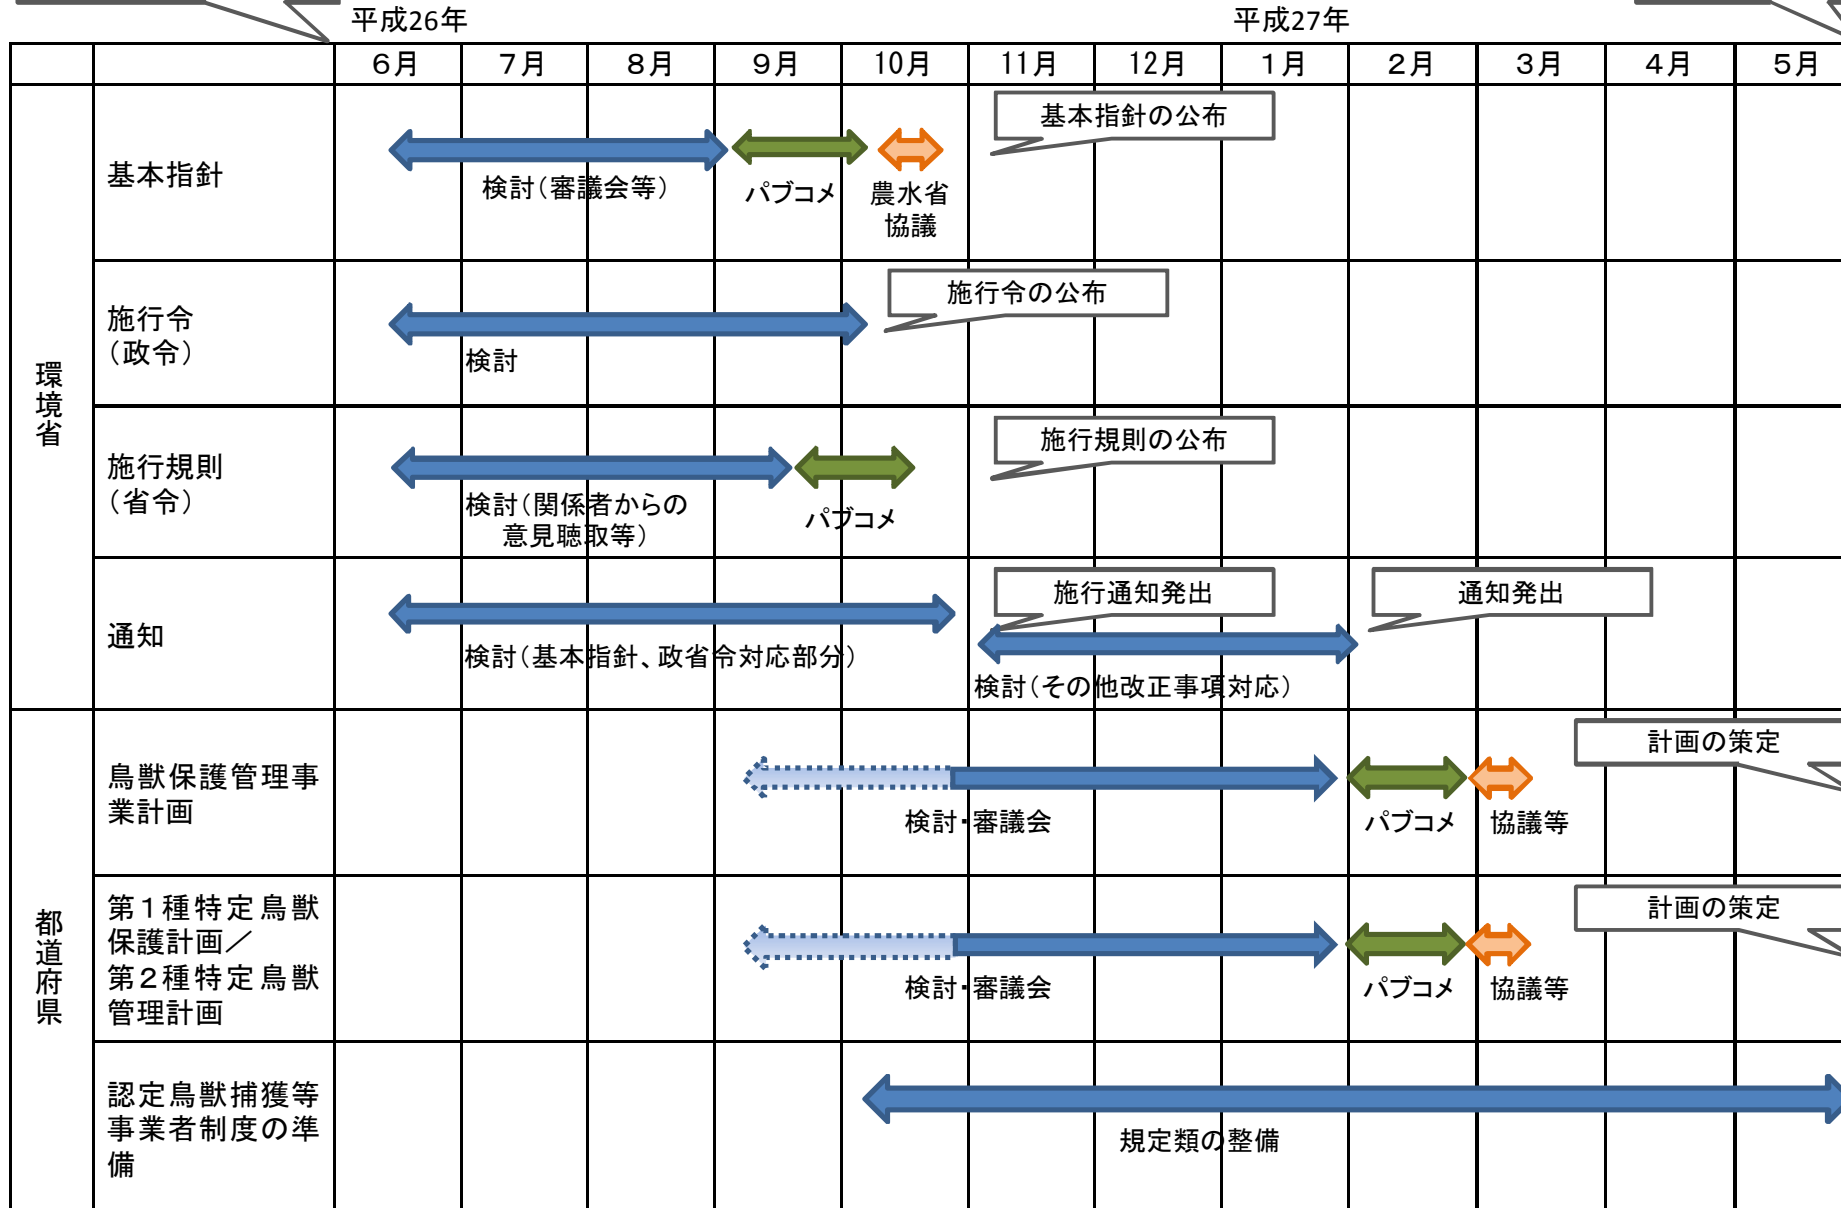 平成26年
平成27年
6月 7月 8月 9月 10月 11月 12月 1月 2月 3月 4月 5月
環境省
基本指針
検討（審議会等）
パブコメ
農水省
協議
基本指針の公布
施行令
（政令）
検討
施行令の公布
施行規則
（省令）
検討（関係者からの
意見聴取等）
パブコメ
施行規則の公布
通知
検討（基本指針、政省令対応部分）
施行通知発出
検討（その他改正事項対応）
通知発出
都道府県
鳥獣保護管理事
業計画
検討・審議会
パブコメ
協議等
計画の策定
第1種特定鳥獣
保護計画／
第2種特定鳥獣
管理計画
検討・審議会
パブコメ
協議等
計画の策定
認定鳥獣捕獲等
事業者制度の準
備
規定類の整備